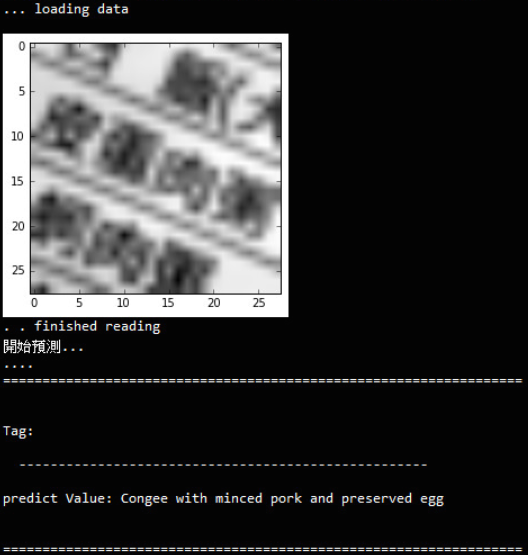 ... loading data
0
5
10
15
20
25
0 5 10 15 20 25
. . finished reading
開始預測...
....
==================================================================
Tag:
----------------------------------------------------
predict Value: Congee with minced pork and preserved egg
==================================================================